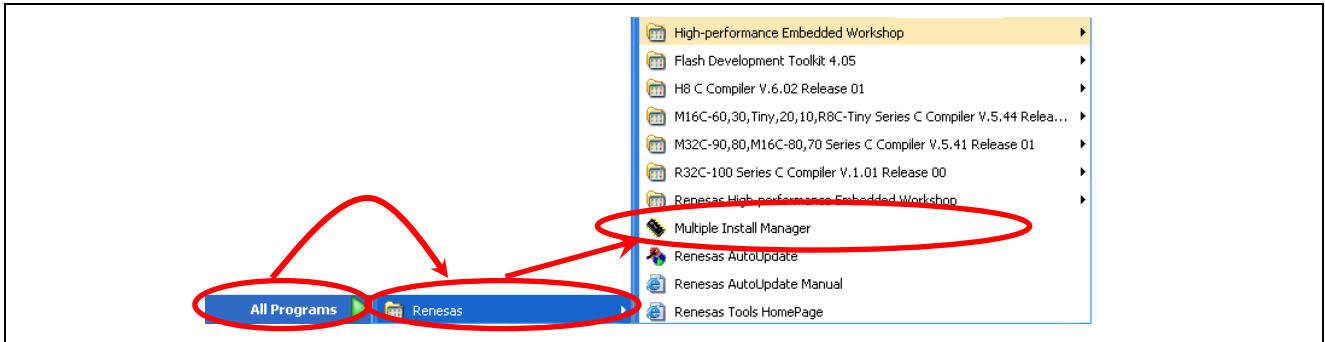 High-performance Embedded Workshop
Flash Development Toolkit 4.05
H8 C Compiler V.6.02 Release 01
M16C-60,30,Tiny,20,10,R8C-Tiny Series C Compiler V.5.44 Relea...
M32C-90,80,M16C-80,70 Series C Compiler V.5.41 Release 01
R32C-100 Series C Compiler V.1.01 Release 00
Renesas High-performance Embedded Workshop
Multiple Install Manager
Renesas AutoUpdate
Renesas AutoUpdate Manual
All Programs
Renesas
Renesas Tools HomePage